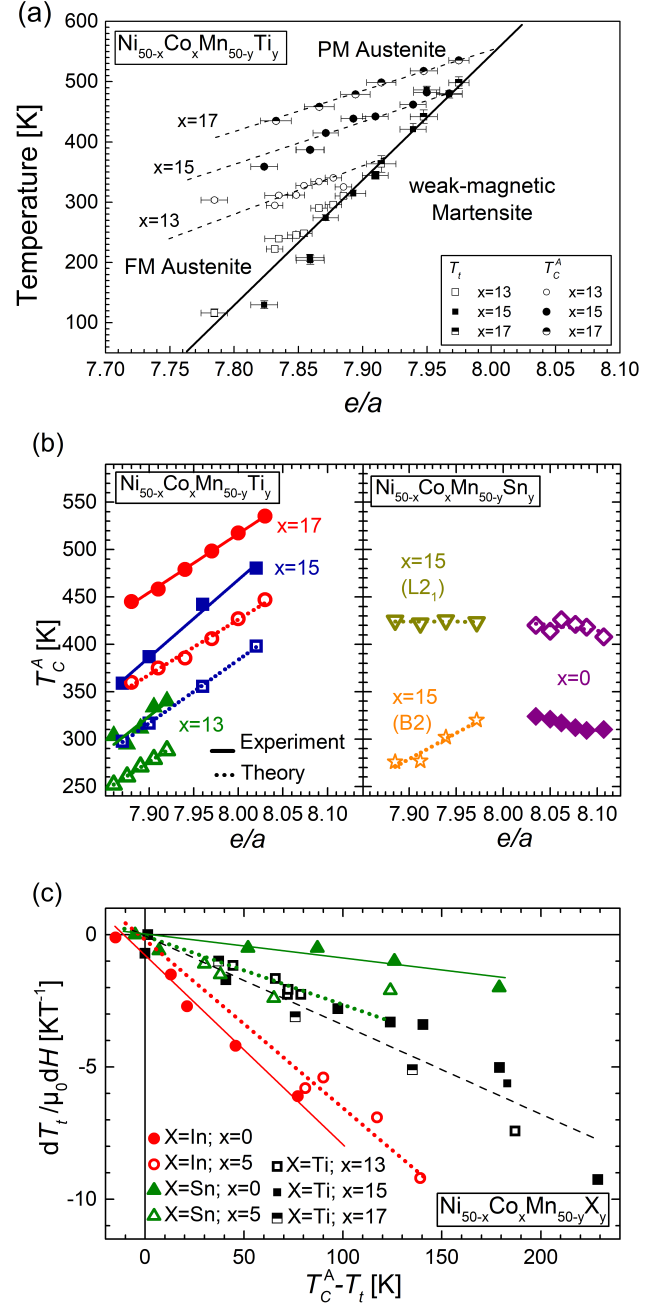 (a)
Ni50-xCoxMn50-yTiy
PM Austenite
x=17
x=15
x=13
weak-magnetic
Martensite
FM Austenite
Tt TCA
x=13 x=13
x=15 x=15
x=17 x=17
Temperature [K]
600
500
400
300
200
100
7.70 7.75 7.80 7.85 7.90 7.95 8.00 8.05 8.10
e/a
(b)
Ni50-xCoxMn50-yTiy
Ni50-xCoxMn50-ySny
x=17
x=15
x=13
Experiment
Theory
x=15
(L21)
x=0
x=15
(B2)
TCA [K]
550
500
450
400
350
300
250
7.90 7.95 8.00 8.05 7.90 7.95 8.00 8.05 8.10
e/a e/a
(c)
dTt/μ0dH [KT-1]
0
-5
-10
X=In; x=0
X=In; x=5
X=Sn; x=0
X=Sn; x=5
X=Ti; x=13
X=Ti; x=15
X=Ti; x=17
Ni50-xCoxMn50-yXy
0 50 100 150 200
TCA-Tt [K]